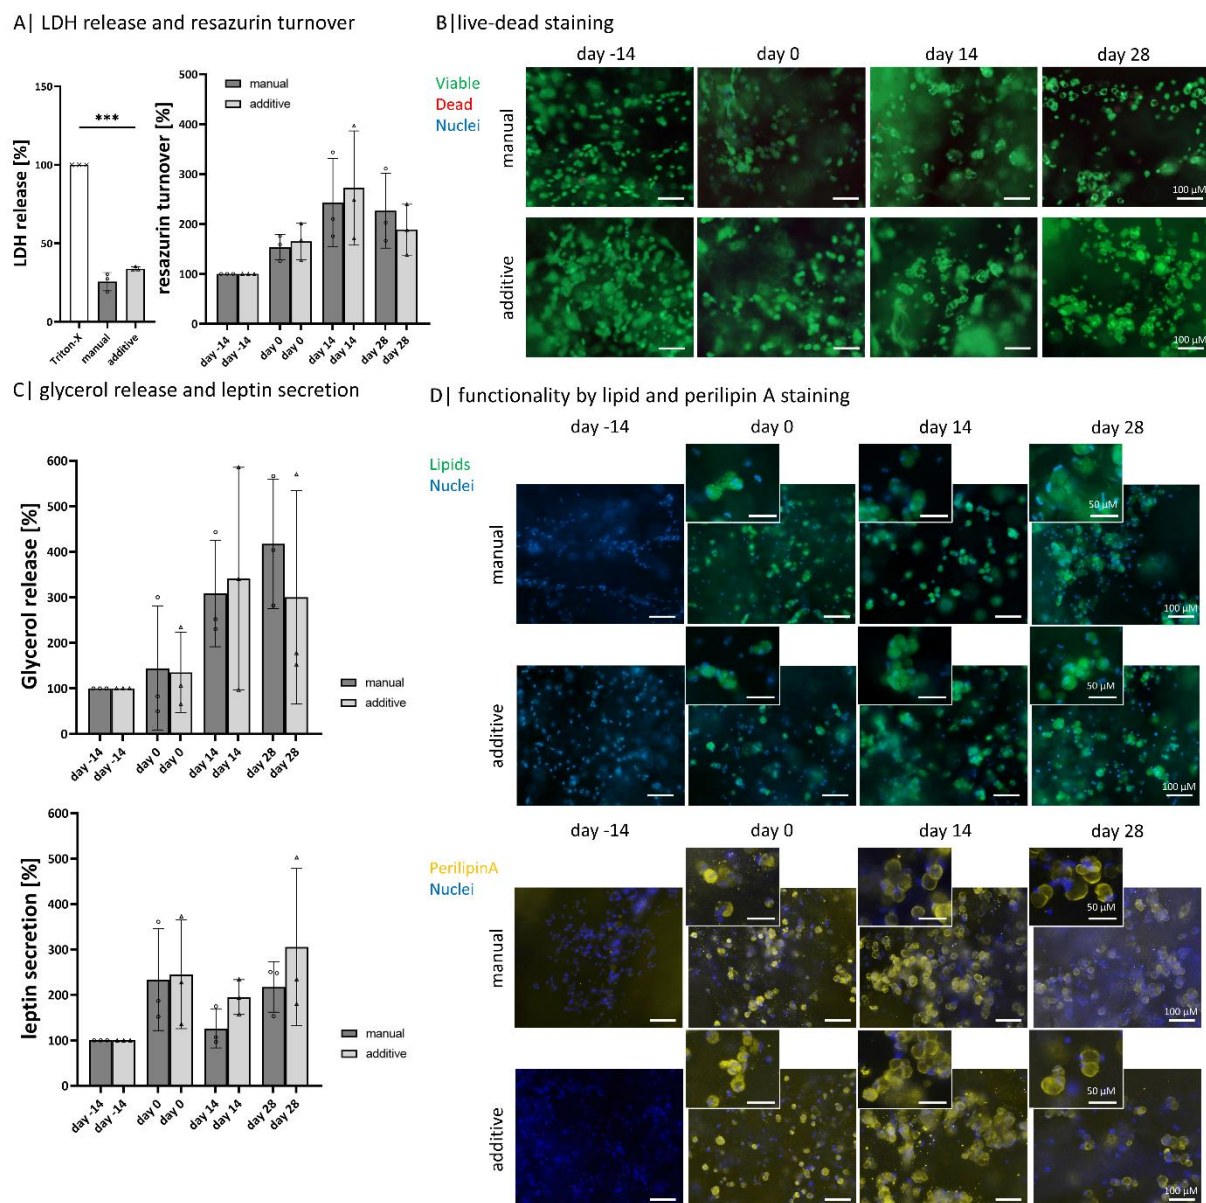 A| LDH release and resazurin turnover
LDH release [%]
150
100
50
0
***
Triton-X
manual
additive
resazurin turnover [%]
500
400
300
200
100
0
manual
additive
day -14
day -14
day 0
day 0
day 14
day 14
day 28
day 28
B|live-dead staining
day -14
day 0
day 14
day 28
Viable
Dead
Nuclei
manual
100 µm
additive
100 µm
C| glycerol release and leptin secretion
Glycerol release [%]
600
500
400
300
200
100
0
manual
additive
day -14
day -14
day 0
day 0
day 14
day 14
day 28
day 28
leptin secretion [%]
600
500
400
300
200
100
0
manual
additive
day -14
day -14
day 0
day 0
day 14
day 14
day 28
day 28
D| functionality by lipid and perilipin A staining
day -14
day 0
day 14
day 28
Lipids
Nuclei
manual
50 µM
100 µM
additive
50 µM
100 µM
day -14
day 0
day 14
day 28
PerilipinA
Nuclei
manual
50 µM
100 µM
additive
50 µM
100 µM